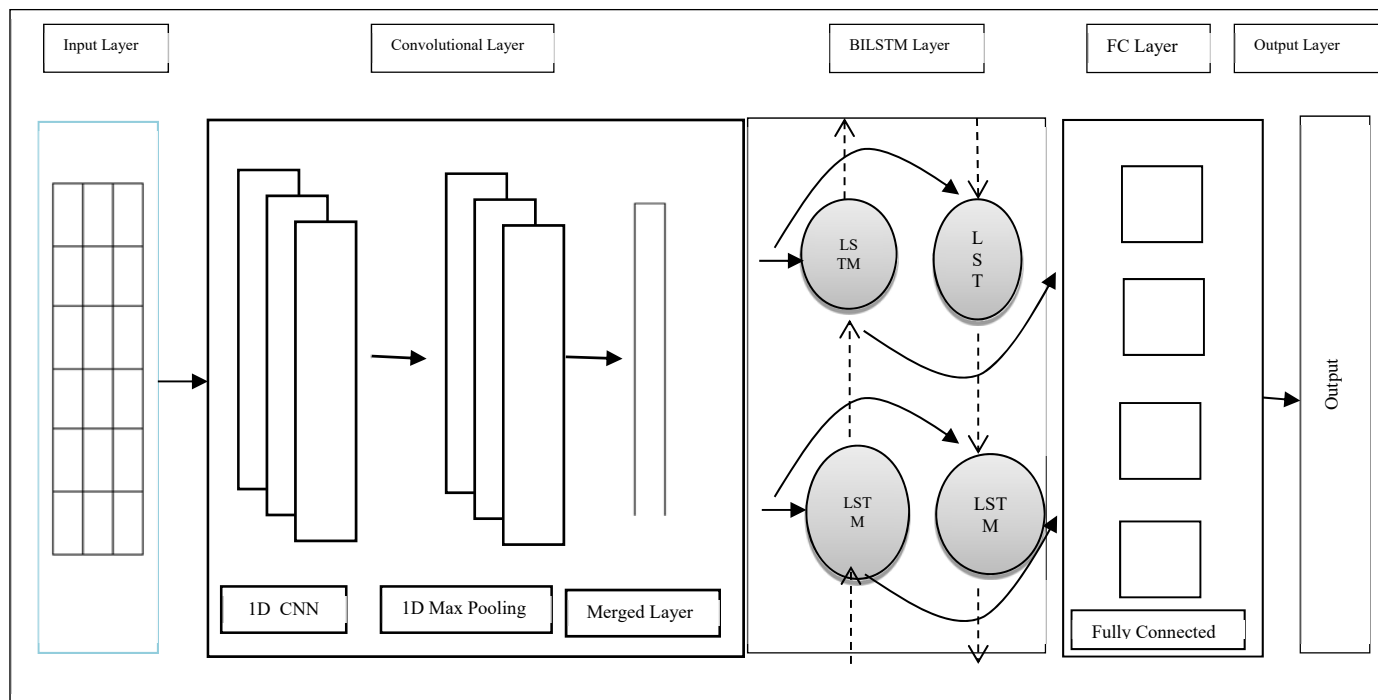 Input Layer
Convolutional Layer
BILSTM Layer
FC Layer
Output Layer
LS
TM
L
S
T
LST
M
LST
M
Output
1D CNN
1D Max Pooling
Merged Layer
Fully Connected